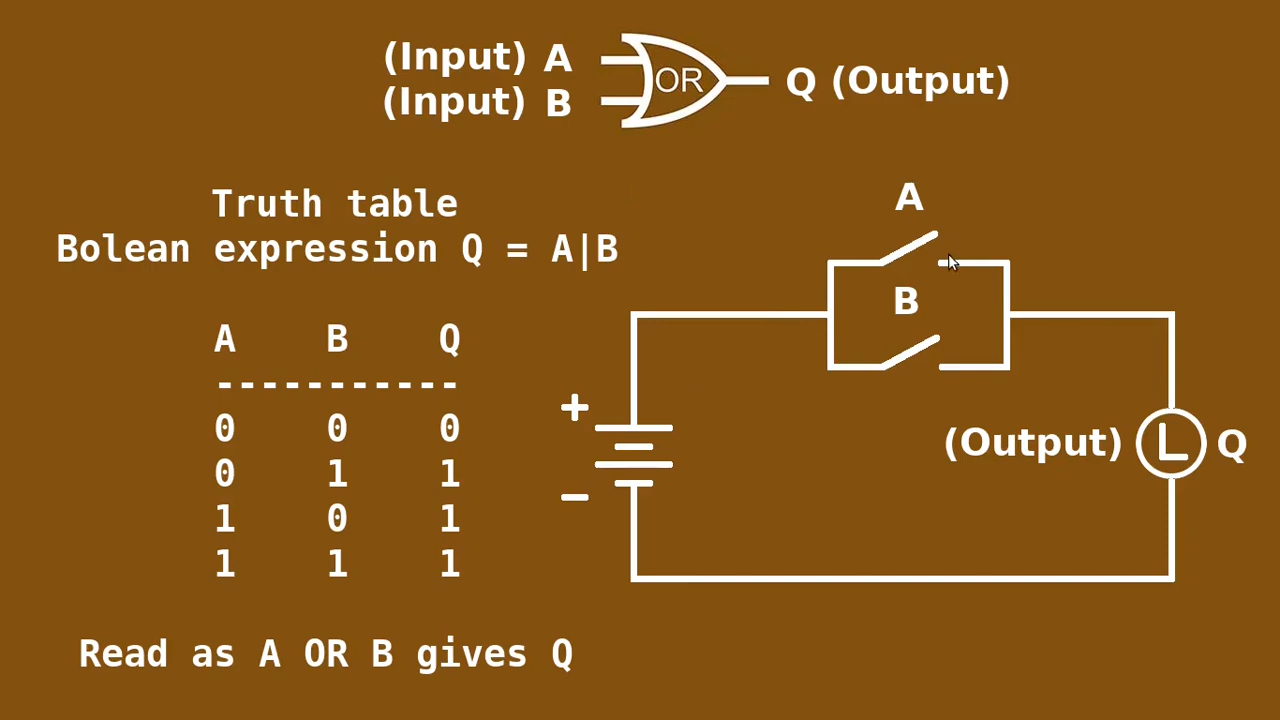 (Input) A
(Input) B
OR
Q (Output)
Truth table
Bolean expression Q = A|B
A B Q
-----------
0 0 0
0 1 1
1 0 1
1 1 1
Read as A OR B gives Q
A
B
+
−
(Output) L Q